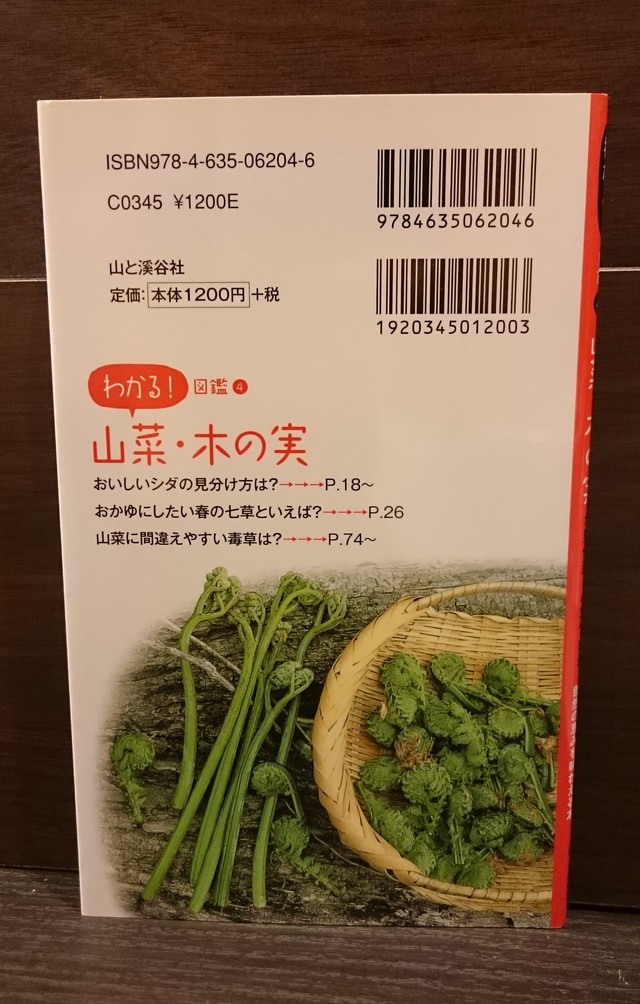 ISBN978-4-635-06204-6
C0345 ¥1200E
9784635062046
山と溪谷社
定価:本体1200円+税
1920345012003
わかる!図鑑4
山菜・木の実
おいしいシダの見分け方は?→→→P.18~
おかゆにしたい春の七草といえば?→→→P.26
山菜に間違えやすい毒草は?→→→P.74~